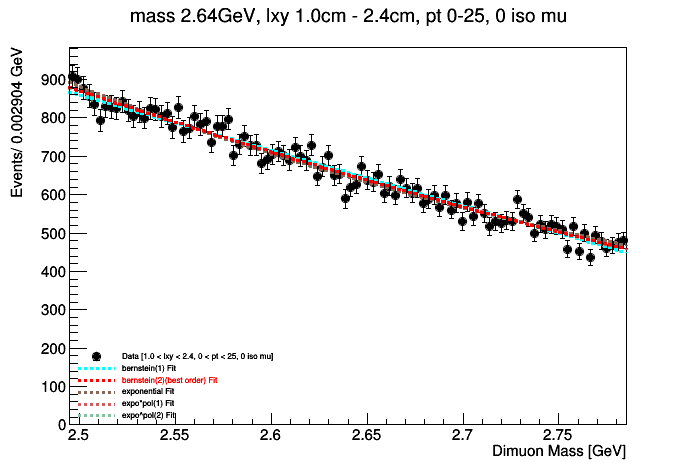 mass 2.64GeV, lxy 1.0cm - 2.4cm, pt 0-25, 0 iso mu
Events/ 0.002904 GeV
900
800
700
600
500
400
300
200
100
0
Data [1.0 < lxy < 2.4, 0 < pt < 25, 0 iso mu]
bernstein(1) Fit
bernstein(2)(best order) Fit
exponential Fit
expo*pol(1) Fit
expo^pol(2) Fit
2.5 2.55 2.6 2.65 2.7 2.75
Dimuon Mass [GeV]